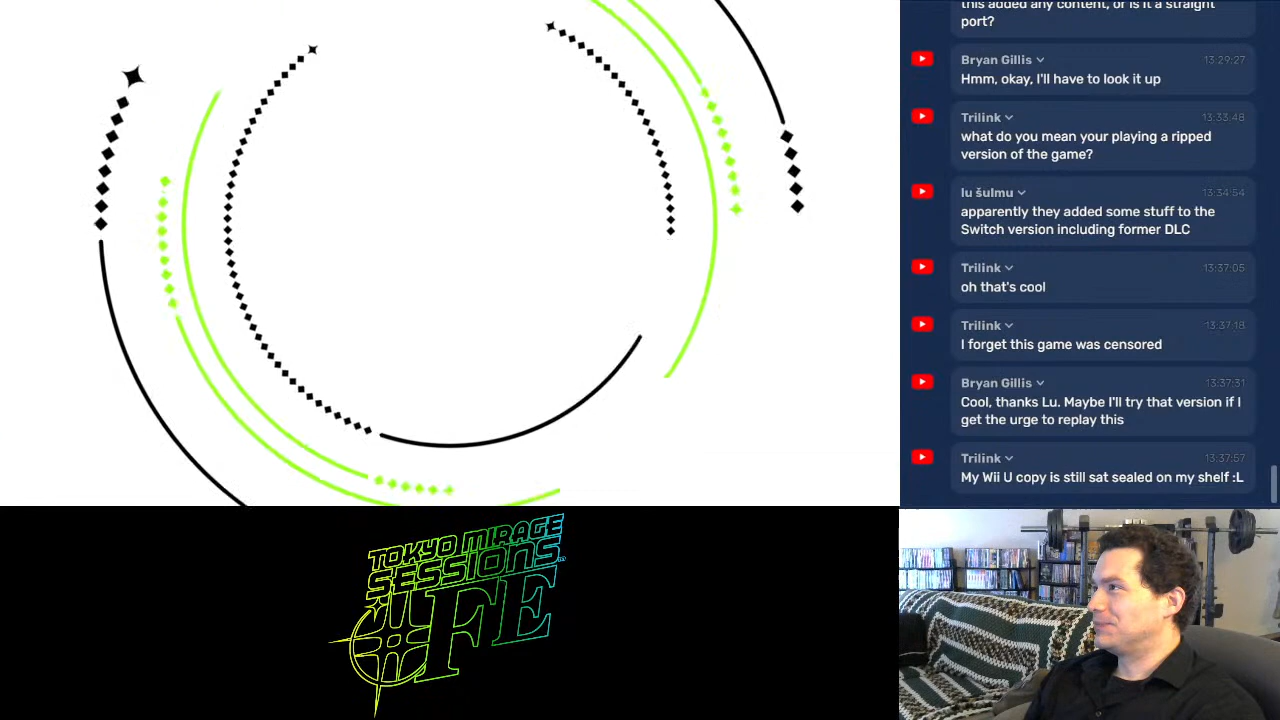 this added any content, or is it a straight
port?
Bryan Gillis
13:29:27
Hmm, okay, I'll have to look it up
Trilink
13:33:48
what do you mean your playing a ripped
version of the game?
lu šulmu
13:34:54
apparently they added some stuff to the
Switch version including former DLC
Trilink
13:37:05
oh that's cool
Trilink
13:37:18
I forget this game was censored
Bryan Gillis
13:37:31
Cool, thanks Lu. Maybe I'll try that version if I
get the urge to replay this
Trilink
13:37:57
My Wii U copy is still sat sealed on my shelf :L
TOKYO MIRAGE
SESSIONS
#FE